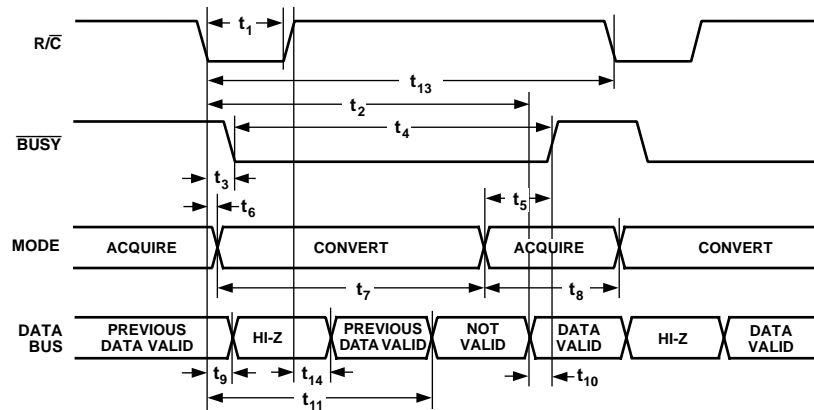 t1
R/C̅
t13
t2
B̅U̅S̅Y̅
t4
t3
t5
t6
MODE
ACQUIRE
CONVERT
ACQUIRE
CONVERT
t7
t8
DATA BUS
PREVIOUS DATA VALID
HI-Z
PREVIOUS DATA VALID
NOT VALID
DATA VALID
HI-Z
DATA VALID
t9
t14
t10
t11